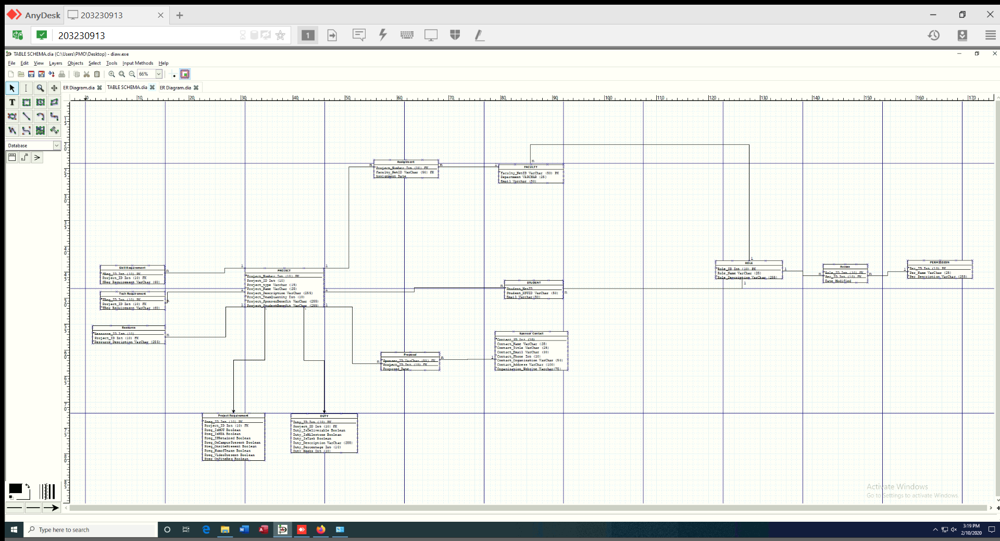 AnyDesk
203230913
203230913
1
TABLE SCHEMA.dia (C:\Users\PMO\Desktop) - diaw.exe
File Edit View Layers Objects Select Tools Input Methods Help
66%
ER Diagram.dia TABLE SCHEMA.dia ER Diagram.dia
0 10 20 30 40 50 60 70 80 90 100 110 120 130 140 150 160 170
Database
Assignment
Project_Number Int (10) FK
Faculty_NetID VarChar (50) FK
Assignment Date
FACULTY
Faculty_NetID VarChar (50) PK
Department VARCHAR (25)
Email Varchar (50)
Skill Requirement
SReq_ID Int (10) PK
Project_ID Int (10) FK
SReq_Requirement VarChar (60)
Tech Requirement
TReq_ID Int (10) PK
Project_ID Int (10) FK
TReq_Requirement VarChar (60)
Resource
Resource_ID Int (10)
Project_ID Int (10) FK
Resource_Desciption VarChar (255)
PROJECT
Project_Number Int (10) PK
Project_ID Int (10)
Project_type Varchar (15)
Project_Name VarChar (25)
Project_Description VarChar (255)
Project_TeamQuantity Int (10)
Project_SponserBenefit VarChar (255)
Project_StudentBenefit VarChar (255)
STUDENT
Student_NetID
Student_KSUID VarChar (50)
Email Varchar(50)
ROLE
Role_ID Int (10) PK
Role_Name VarChar (25)
Role_Description VarChar (255)
Access
Role_ID Int (10) FK
Per_ID Int (10) FK
Date_Modified
PERMISSION
Per_ID Int (10) PK
Per_Name VarChar (25)
Per_Description VarChar (255)
Sponsor Contact
Contact_ID Int (10)
Contact_Name VarChar (25)
Contact_Title VarChar (25)
Contact_Email VarChar (30)
Contact_Phone Int (10)
Contact_Organization VarChar (50)
Contact_Address VarChar (100)
Organization_Website Varchar(75)
Proposal
Sponser_ID VarChar (50) FK
Project_ID Int (10) FK
Proposed_Date
Project Requirement
Preq_ID Int (10) PK
Project_ID Int (10) FK
Preq_IsMOU Boolean
Preq_IsNDA Boolean
Preq_IPRetained Boolean
Preq_OnCampusPresent Boolean
Preq_OnsitePresent Boolean
Preq_NumofTeams Boolean
Preq_VideoPresent Boolean
Preq_OnSiteReq Boolean
DUTY
Duty_ID Int (10) PK
Project_ID Int (10) FK
Duty_IsDeliverable Boolean
Duty_IsMilestone Boolean
Duty_IsTask Boolean
Duty_Description VarChar (255)
Duty_Percentage Int (10)
Duty_Weeks Int (10)
Activate Windows
Go to Settings to activate Windows.
Type here to search
3:19 PM
2/10/2020